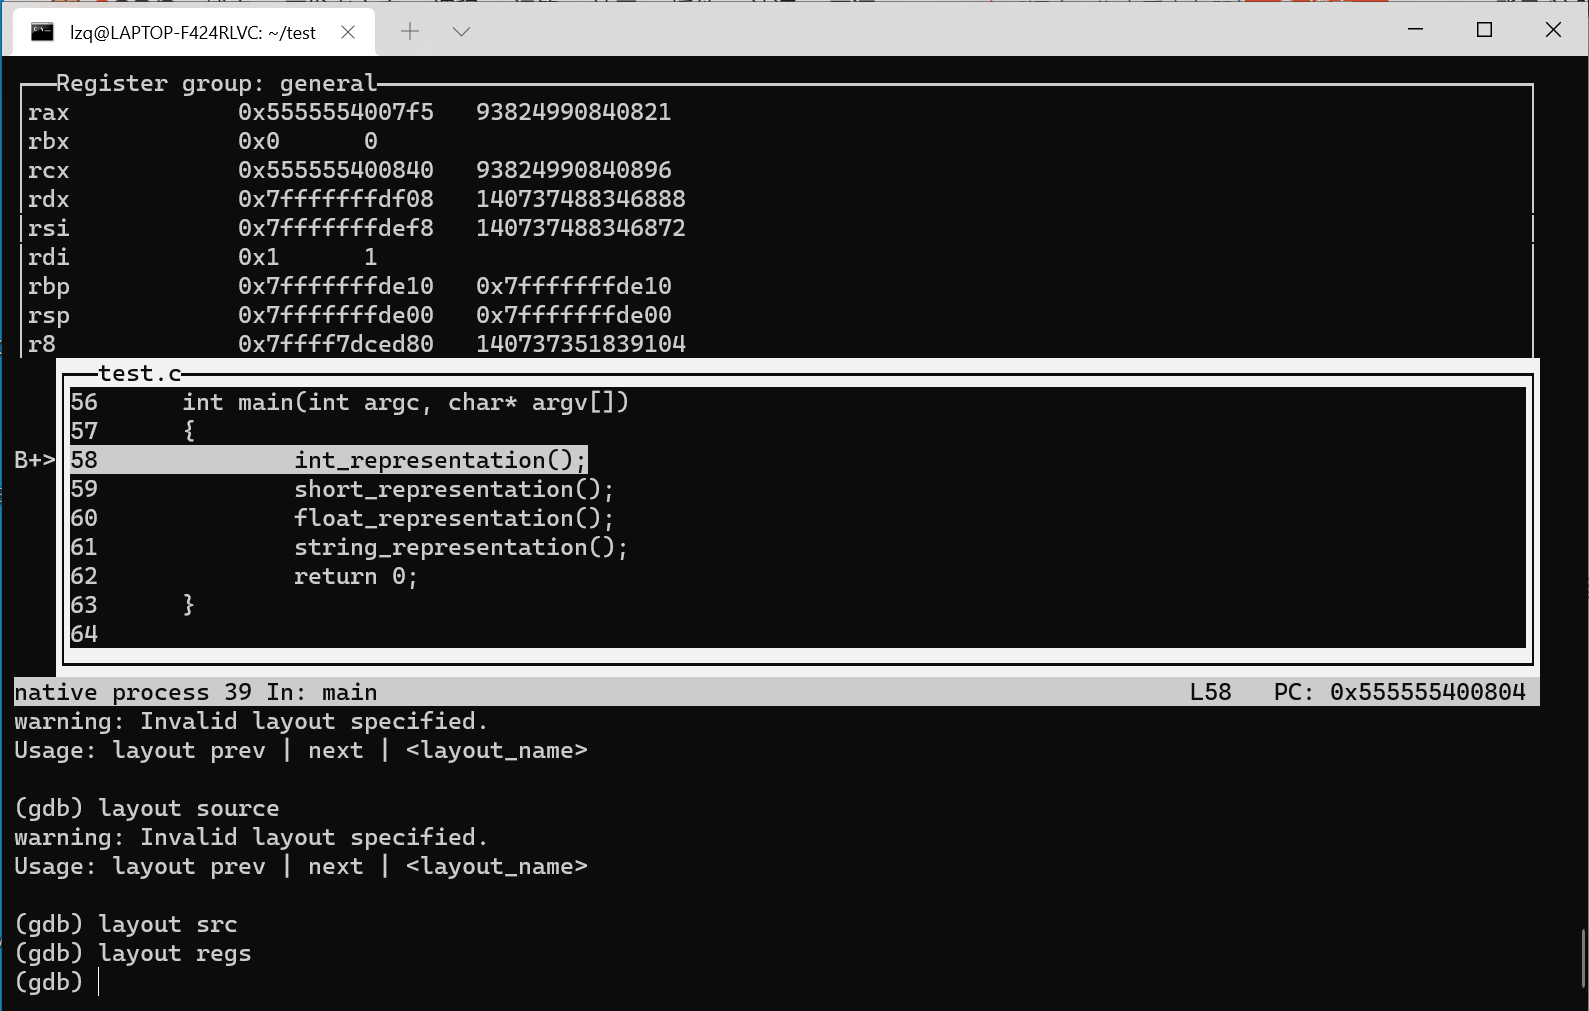 lzq@LAPTOP-F424RLVC: ~/test
Register group: general
rax 0x5555554007f5 93824990840821
rbx 0x0 0
rcx 0x555555400840 93824990840896
rdx 0x7fffffffdf08 140737488346888
rsi 0x7fffffffdef8 140737488346872
rdi 0x1 1
rbp 0x7fffffffde10 0x7fffffffde10
rsp 0x7fffffffde00 0x7fffffffde00
r8 0x7ffff7dced80 140737351839104
test.c
56 int main(int argc, char* argv[])
57 {
B+> 58 int_representation();
59 short_representation();
60 float_representation();
61 string_representation();
62 return 0;
63 }
64
native process 39 In: main L58 PC: 0x555555400804
warning: Invalid layout specified.
Usage: layout prev | next | <layout_name>
(gdb) layout source
warning: Invalid layout specified.
Usage: layout prev | next | <layout_name>
(gdb) layout src
(gdb) layout regs
(gdb)